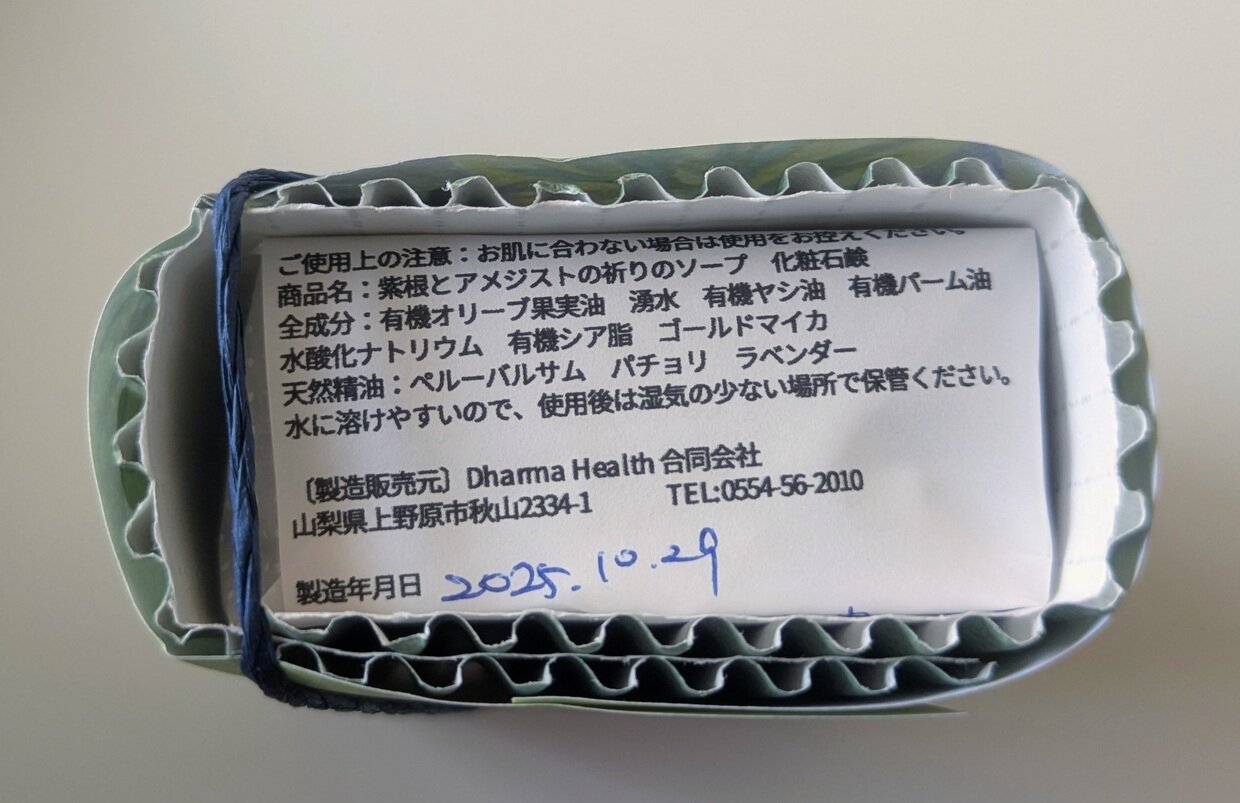 ご使用上の注意：お肌に合わない場合は使用をお控えください。
商品名：紫根とアメジストの祈りのソープ　化粧石鹸
全成分：有機オリーブ果実油　湧水　有機ヤシ油　有機パーム油
水酸化ナトリウム　有機シア脂　ゴールドマイカ
天然精油：ペルーバルサム　パチョリ　ラベンダー
水に溶けやすいので、使用後は湿気の少ない場所で保管ください。
〔製造販売元〕Dharma Health 合同会社
山梨県上野原市秋山2334-1　TEL:0554-56-2010
製造年月日 2025.10.29